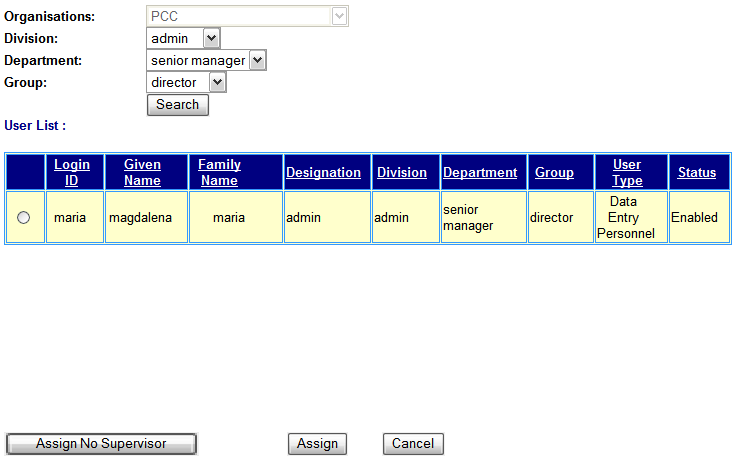 Organisations: PCC
Division: admin
Department: senior manager
Group: director
Search
User List :
Login ID Given Name Family Name Designation Division Department Group User Type Status
maria magdalena maria admin admin senior manager director Data Entry Personnel Enabled
Assign No Supervisor Assign Cancel